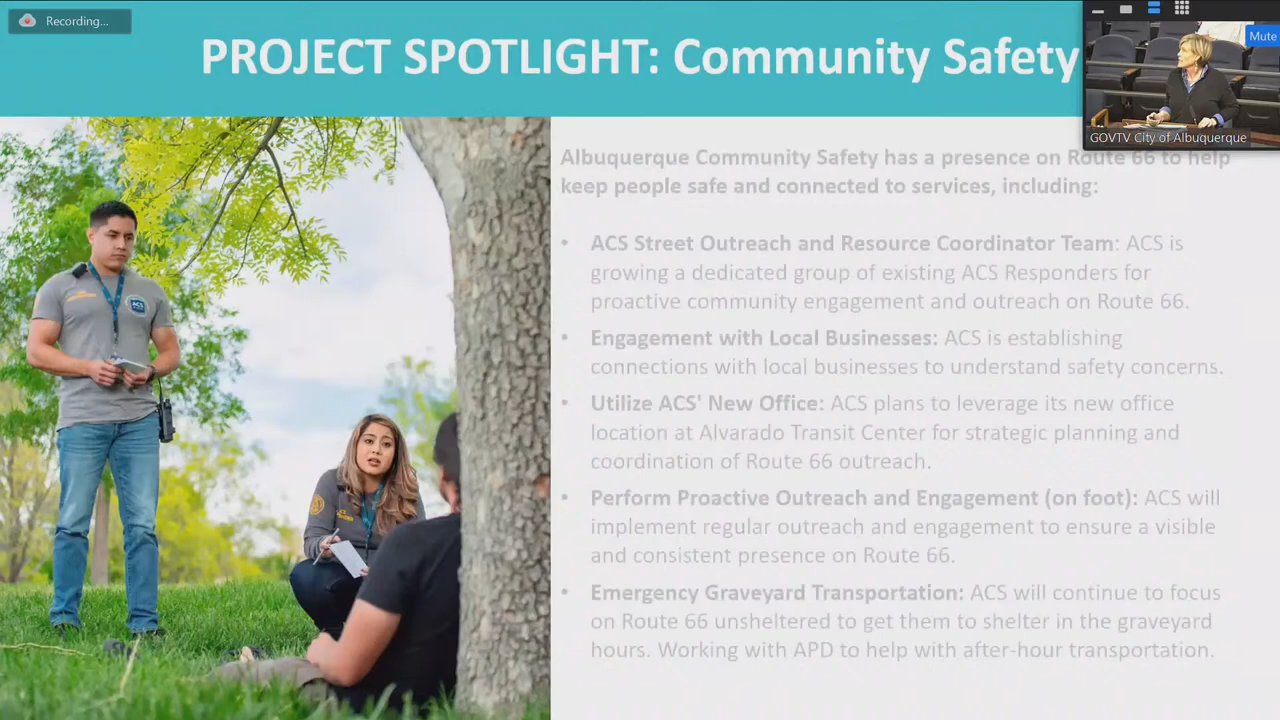 Recording...
PROJECT SPOTLIGHT: Community Safety
Mute
GOVTV City of Albuquerque
Albuquerque Community Safety has a presence on Route 66 to help
keep people safe and connected to services, including:
• ACS Street Outreach and Resource Coordinator Team: ACS is
growing a dedicated group of existing ACS Responders for
proactive community engagement and outreach on Route 66.
• Engagement with Local Businesses: ACS is establishing
connections with local businesses to understand safety concerns.
• Utilize ACS' New Office: ACS plans to leverage its new office
location at Alvarado Transit Center for strategic planning and
coordination of Route 66 outreach.
• Perform Proactive Outreach and Engagement (on foot): ACS will
implement regular outreach and engagement to ensure a visible
and consistent presence on Route 66.
• Emergency Graveyard Transportation: ACS will continue to focus
on Route 66 unsheltered to get them to shelter in the graveyard
hours. Working with APD to help with after-hour transportation.
ACS